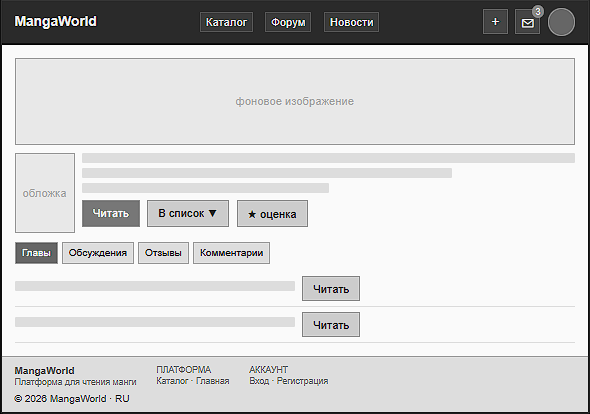 MangaWorld Каталог Форум Новости + 3
фоновое изображение
обложка
Читать В список ▼ ★ оценка
Главы Обсуждения Отзывы Комментарии
Читать
Читать
MangaWorld ПЛАТФОРМА АККАУНТ
Платформа для чтения манги Каталог · Главная Вход · Регистрация
© 2026 MangaWorld · RU